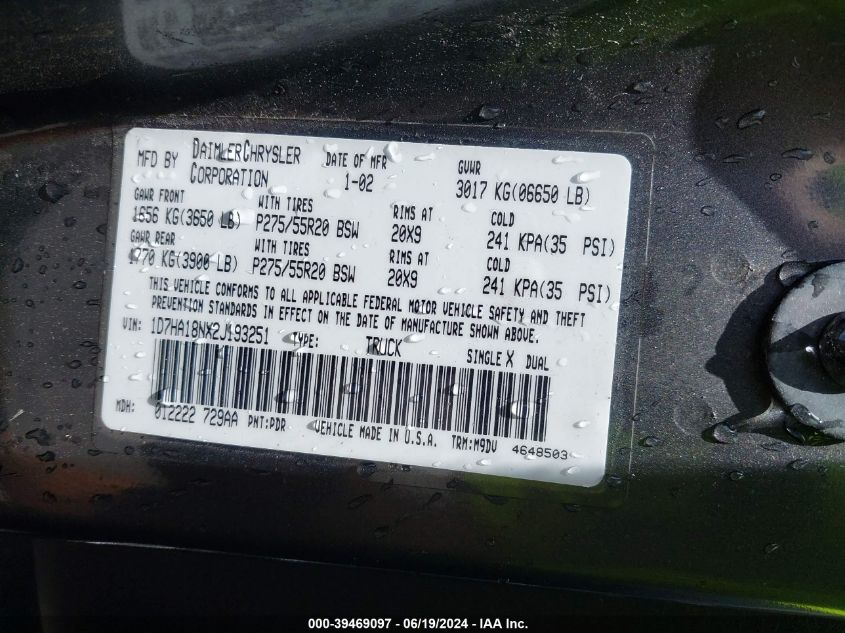 MFD BY DAIMLERCHRYSLER CORPORATION DATE OF MFR 1-02 GVWR 3017 KG(06650 LB)
GAWR FRONT WITH TIRES RIMS AT COLD
1656 KG(3650 LB) P275/55R20 BSW 20X9 241 KPA(35 PSI)
GAWR REAR WITH TIRES RIMS AT COLD
1770 KG(3900 LB) P275/55R20 BSW 20X9 241 KPA(35 PSI)
THIS VEHICLE CONFORMS TO ALL APPLICABLE FEDERAL MOTOR VEHICLE SAFETY AND THEFT
PREVENTION STANDARDS IN EFFECT ON THE DATE OF MANUFACTURE SHOWN ABOVE.
VIN: 1D7HA18NX2J193251 TYPE: TRUCK SINGLE X DUAL
MDH: 012222 729AA PNT:PDR VEHICLE MADE IN U.S.A. TRM:M9DV 4648503
000-39469097 - 06/19/2024 - IAA Inc.